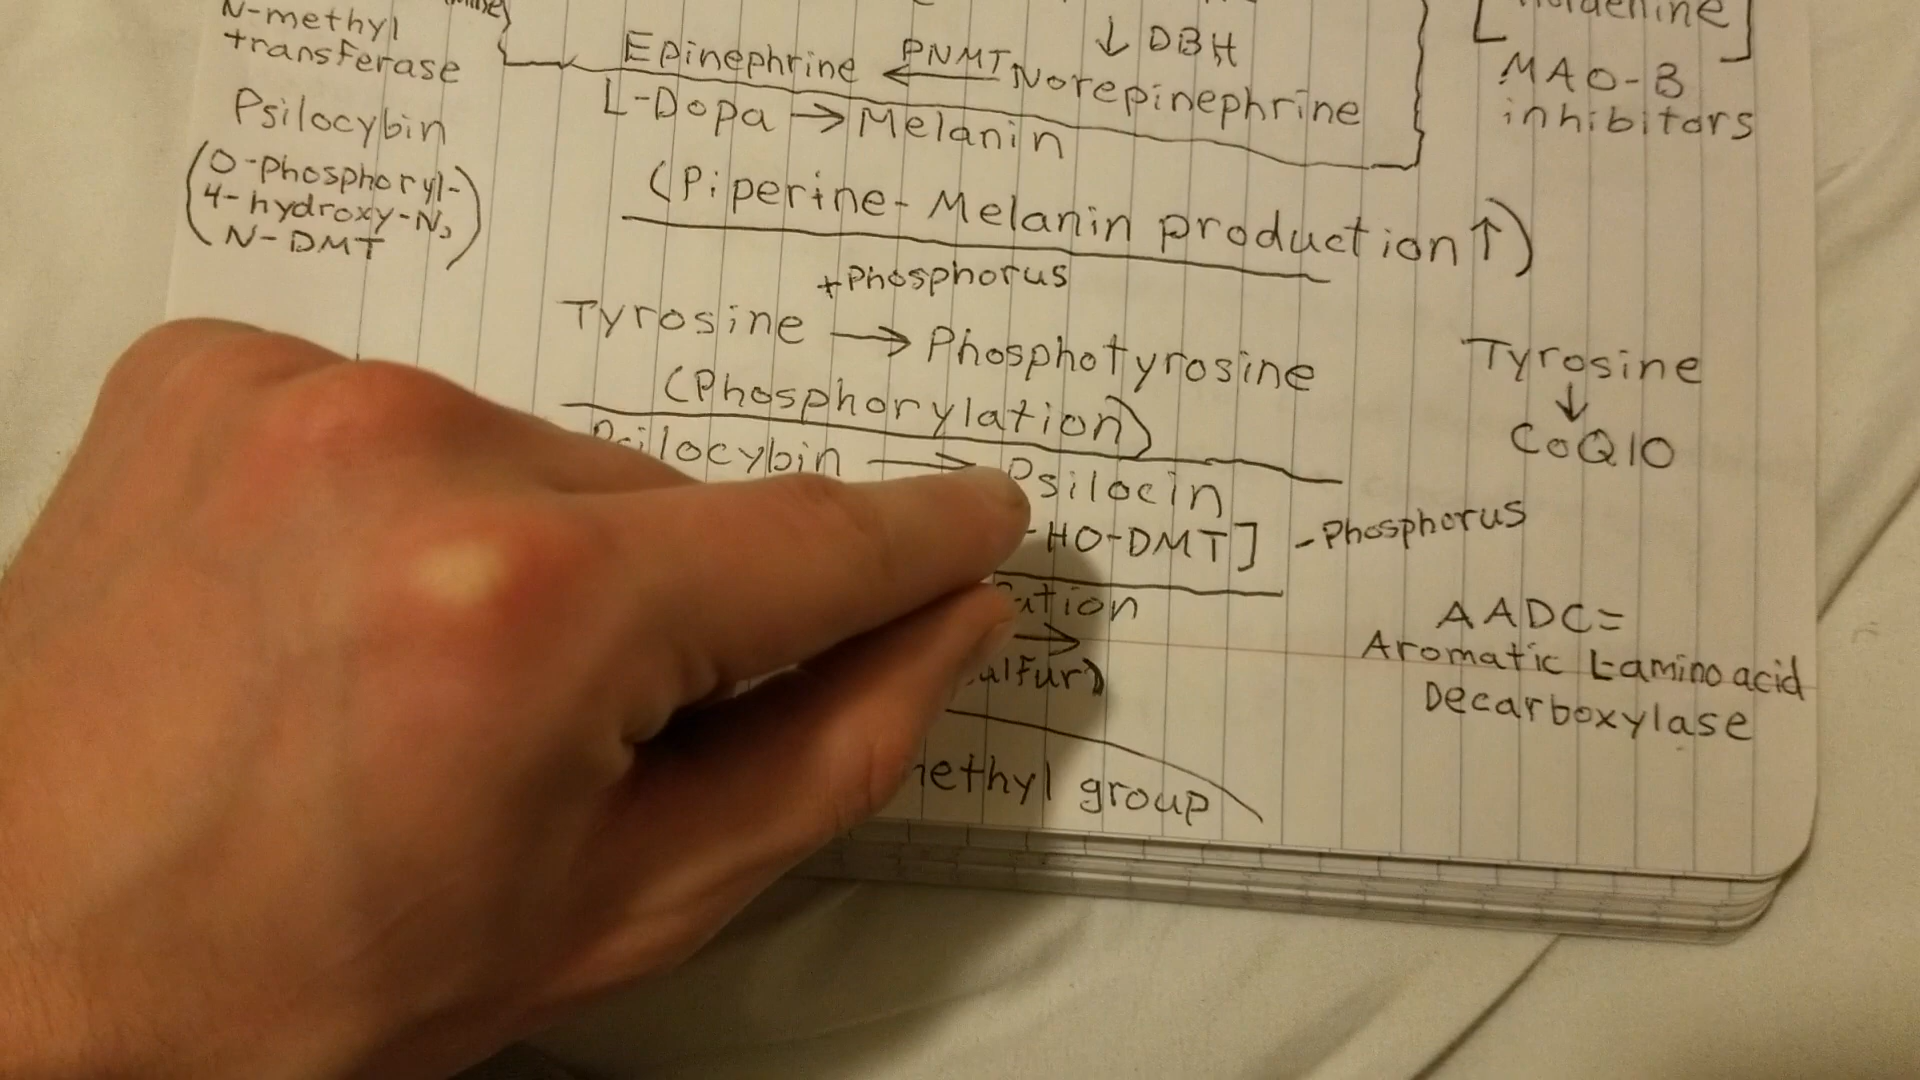 N-methyl
transferase
Psilocybin
(O-phosphoryl-
4-hydroxy-N,
N-DMT)
↓ DBH
Epinephrine ← PNMT Norepinephrine
L-Dopa → Melanin
(Piperine- Melanin production ↑)
+Phosphorus
Tyrosine → Phosphotyrosine
(Phosphorylation)
Psilocybin → Psilocin
-HO-DMT] -Phosphorus
group
MAO-B
inhibitors
Tyrosine
↓
CoQ10
AADC=
Aromatic L-amino acid
Decarboxylase